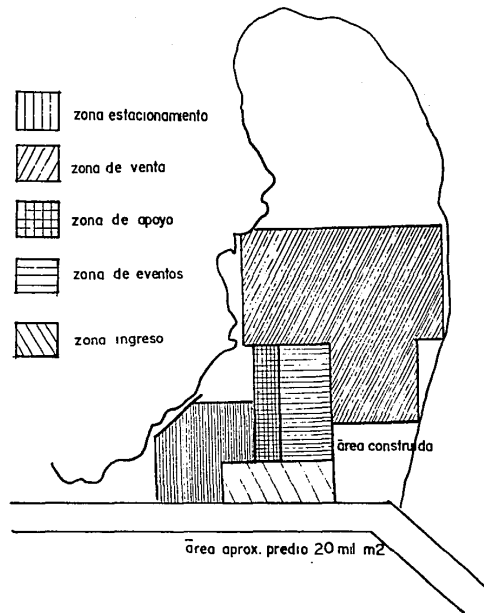 zona estacionamiento
zona de venta
zona de apoyo
zona de eventos
zona ingreso
área construida
área aprox. predio 20 mil m2